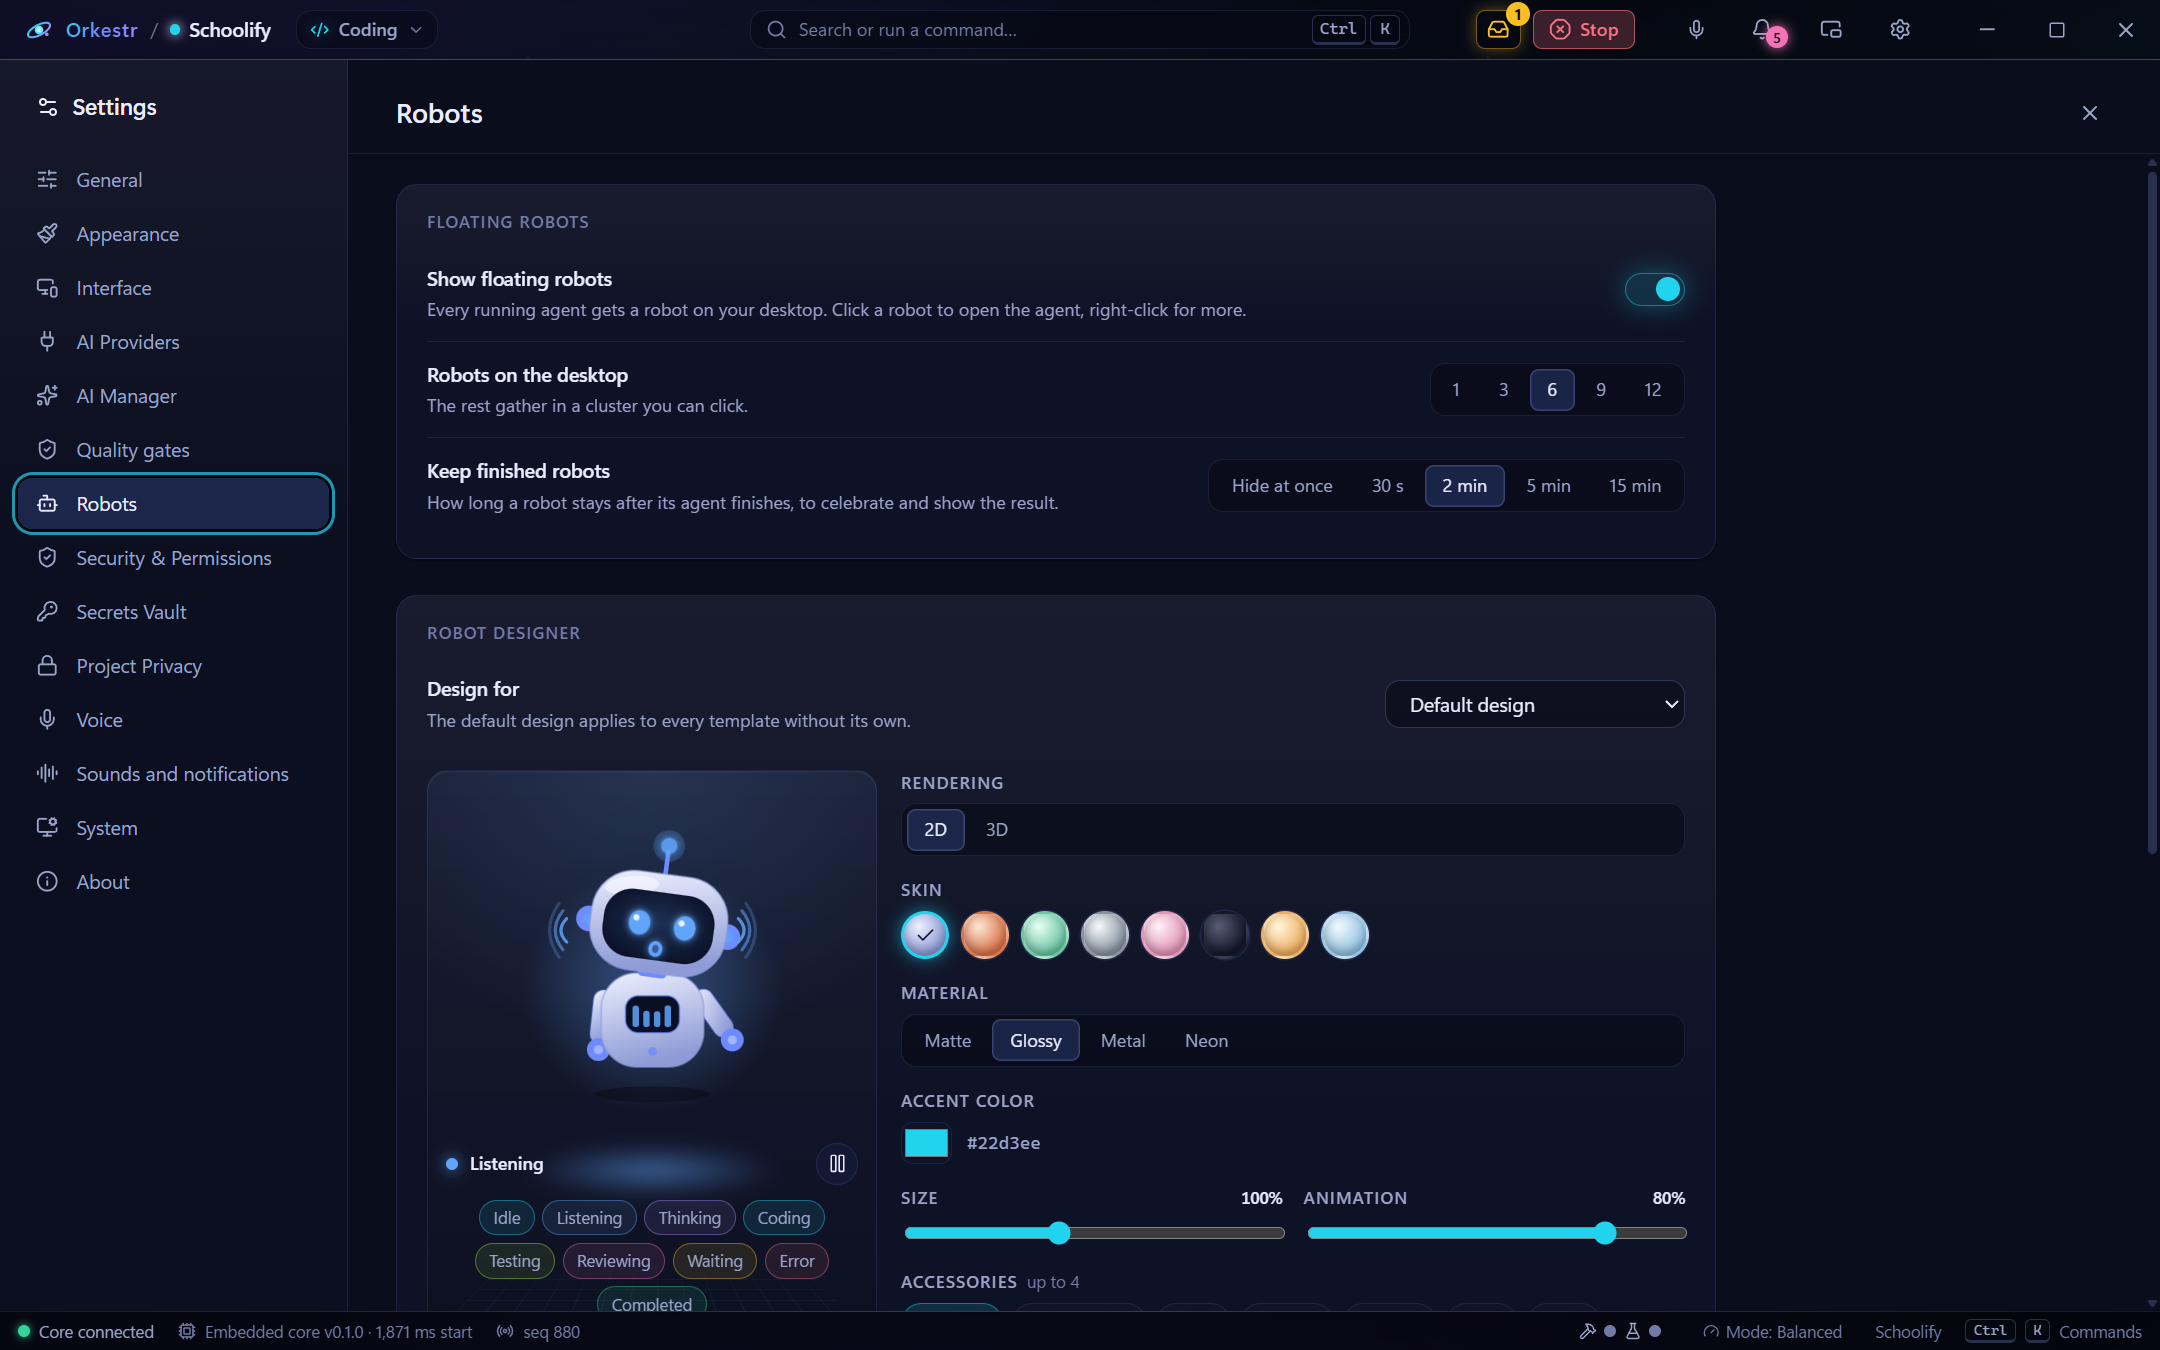 Orkestr / Schoolify
Coding
Search or run a command...
Ctrl K
1
Stop
5
Settings
General
Appearance
Interface
AI Providers
AI Manager
Quality gates
Robots
Security & Permissions
Secrets Vault
Project Privacy
Voice
Sounds and notifications
System
About
Robots
FLOATING ROBOTS
Show floating robots
Every running agent gets a robot on your desktop. Click a robot to open the agent, right-click for more.
Robots on the desktop
The rest gather in a cluster you can click.
1 3 6 9 12
Keep finished robots
How long a robot stays after its agent finishes, to celebrate and show the result.
Hide at once 30 s 2 min 5 min 15 min
ROBOT DESIGNER
Design for
The default design applies to every template without its own.
Default design
Listening
Idle Listening Thinking Coding
Testing Reviewing Waiting Error
Completed
RENDERING
2D 3D
SKIN
MATERIAL
Matte Glossy Metal Neon
ACCENT COLOR
#22d3ee
SIZE 100% ANIMATION 80%
ACCESSORIES up to 4
Core connected Embedded core v0.1.0 · 1,871 ms start seq 880 Mode: Balanced Schoolify Ctrl K Commands